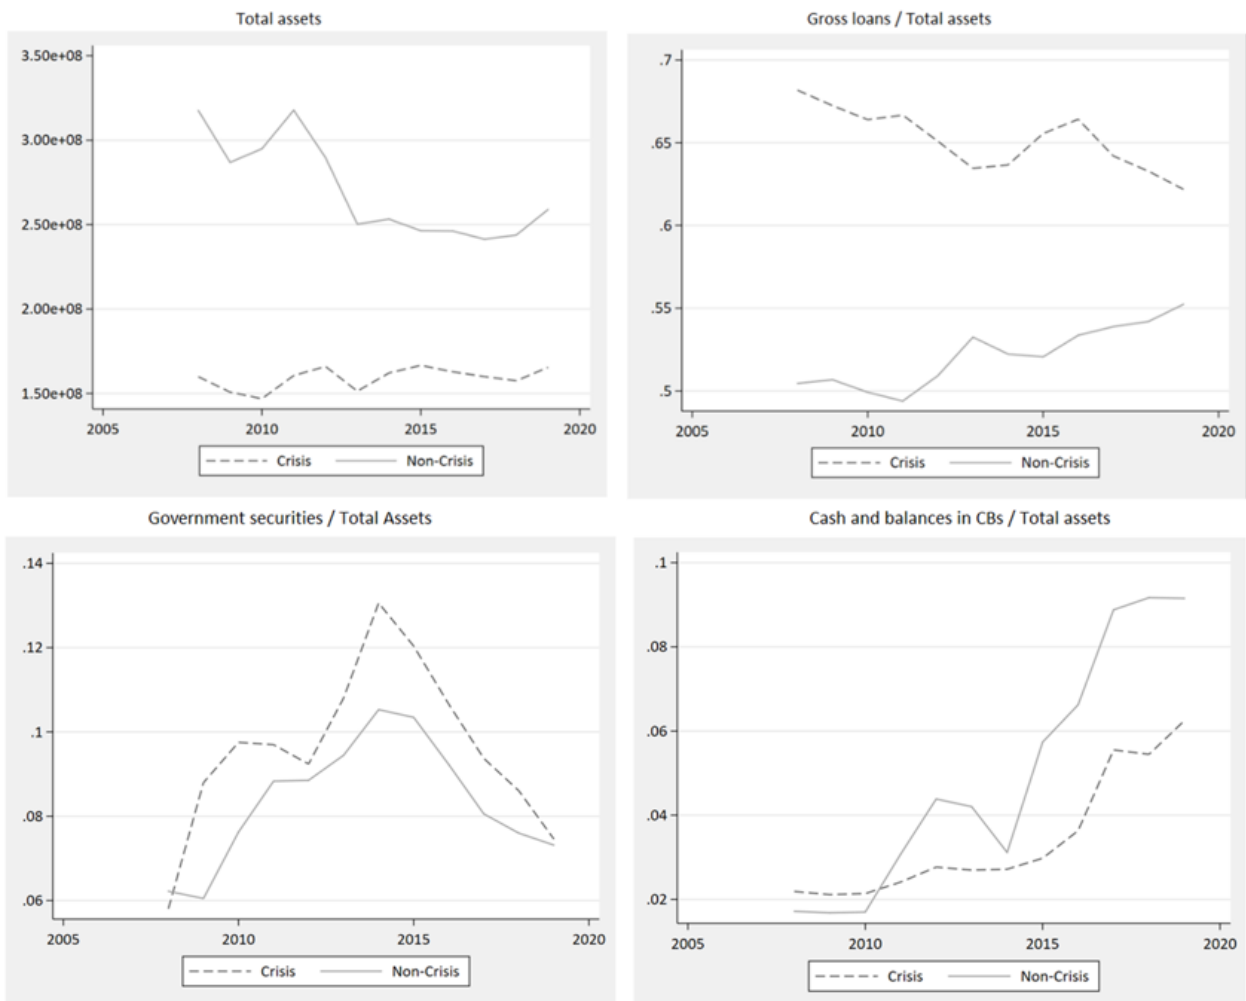 Total assets
3.50e+08
3.00e+08
2.50e+08
2.00e+08
1.50e+08
2005 2010 2015 2020
Crisis Non-Crisis
Gross loans / Total assets
.7
.65
.6
.55
.5
2005 2010 2015 2020
Crisis Non-Crisis
Government securities / Total Assets
.14
.12
.1
.08
.06
2005 2010 2015 2020
Crisis Non-Crisis
Cash and balances in CBs / Total assets
.1
.08
.06
.04
.02
2005 2010 2015 2020
Crisis Non-Crisis